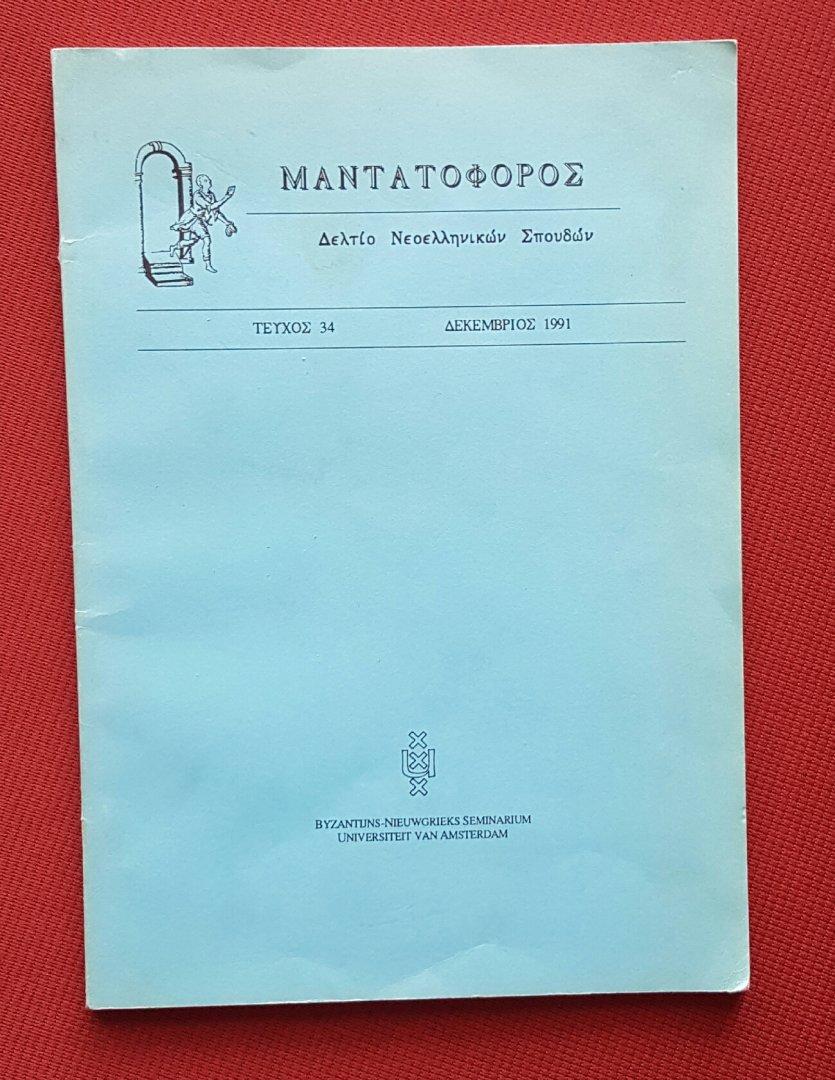 ΜΑΝΤΑΤΟΦΟΡΟΣ
Δελτίο Νεοελληνικών Σπουδών
ΤΕΥΧΟΣ 34 ΔΕΚΕΜΒΡΙΟΣ 1991
BYZANTIJNS-NIEUWGRIEKS SEMINARIUM
UNIVERSITEIT VAN AMSTERDAM